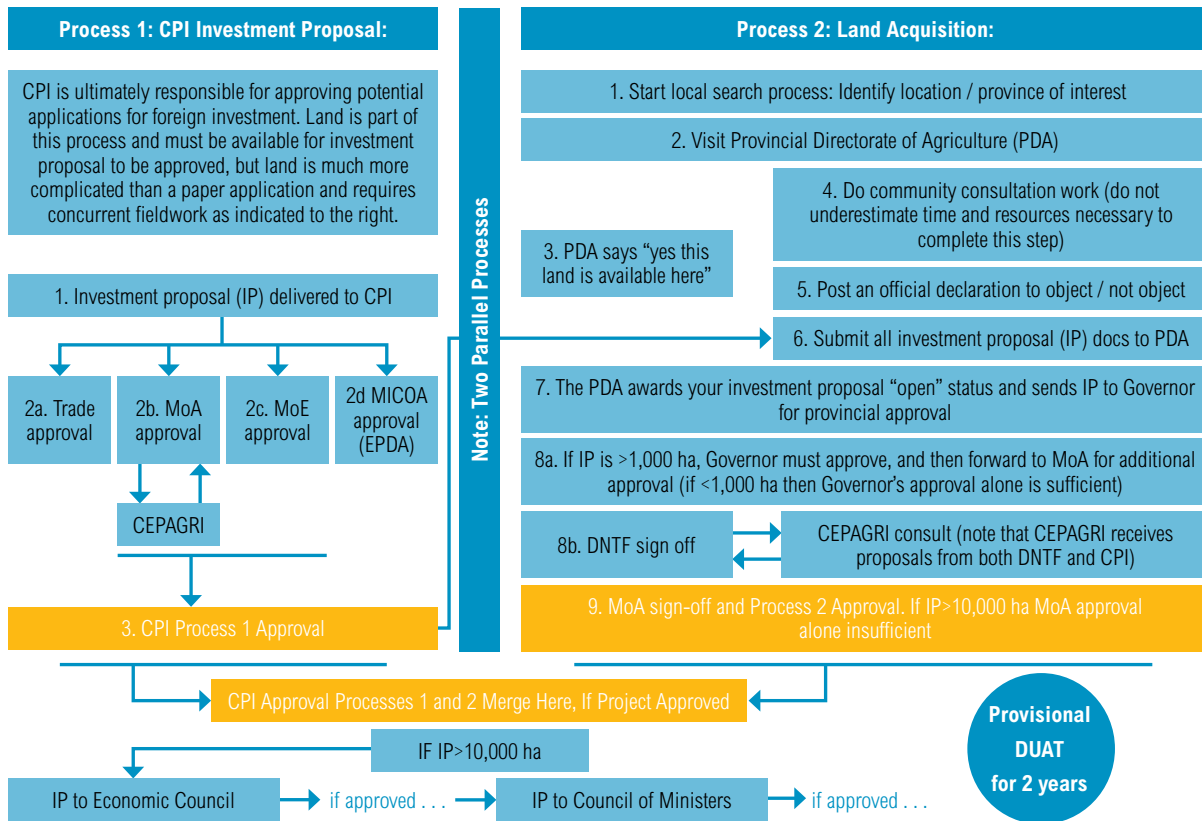 Process 1: CPI Investment Proposal:
CPI is ultimately responsible for approving potential
applications for foreign investment. Land is part of
this process and must be available for investment
proposal to be approved, but land is much more
complicated than a paper application and requires
concurrent fieldwork as indicated to the right.
1. Investment proposal (IP) delivered to CPI
2a. Trade
approval
2b. MoA
approval
2c. MoE
approval
2d MICOA
approval
(EPDA)
CEPAGRI
3. CPI Process 1 Approval
Note: Two Parallel Processes
Process 2: Land Acquisition:
1. Start local search process: Identify location / province of interest
2. Visit Provincial Directorate of Agriculture (PDA)
3. PDA says “yes this
land is available here”
4. Do community consultation work (do not
underestimate time and resources necessary to
complete this step)
5. Post an official declaration to object / not object
6. Submit all investment proposal (IP) docs to PDA
7. The PDA awards your investment proposal “open” status and sends IP to Governor
for provincial approval
8a. If IP is >1,000 ha, Governor must approve, and then forward to MoA for additional
approval (if <1,000 ha then Governor’s approval alone is sufficient)
8b. DNTF sign off
CEPAGRI consult (note that CEPAGRI receives
proposals from both DNTF and CPI)
9. MoA sign-off and Process 2 Approval. If IP>10,000 ha MoA approval
alone insufficient
CPI Approval Processes 1 and 2 Merge Here, If Project Approved
IF IP>10,000 ha
IP to Economic Council
if approved . . .
IP to Council of Ministers
if approved . . .
Provisional
DUAT
for 2 years